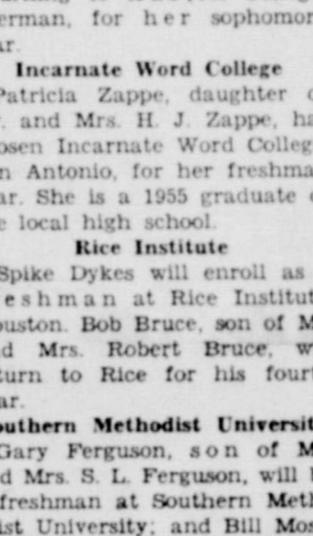 erman, for her sophomor
ar.
Incarnate Word College
Patricia Zappe, daughter
. and Mrs. H. J. Zappe, ha
osen Incarnate Word Colleg
n Antonio, for her freshma
ar. She is a 1955 graduate
e local high school.
Rice Institute
Spike Dykes will enroll as
eshman at Rice Institut
ouston. Bob Bruce, son of M
d Mrs. Robert Bruce, w
turn to Rice for his fourt
ar.
outhern Methodist Universit
Gary Ferguson, son of M
d Mrs. S. L. Ferguson, will
freshman at Southern Meth
ist University; and Bill Mos